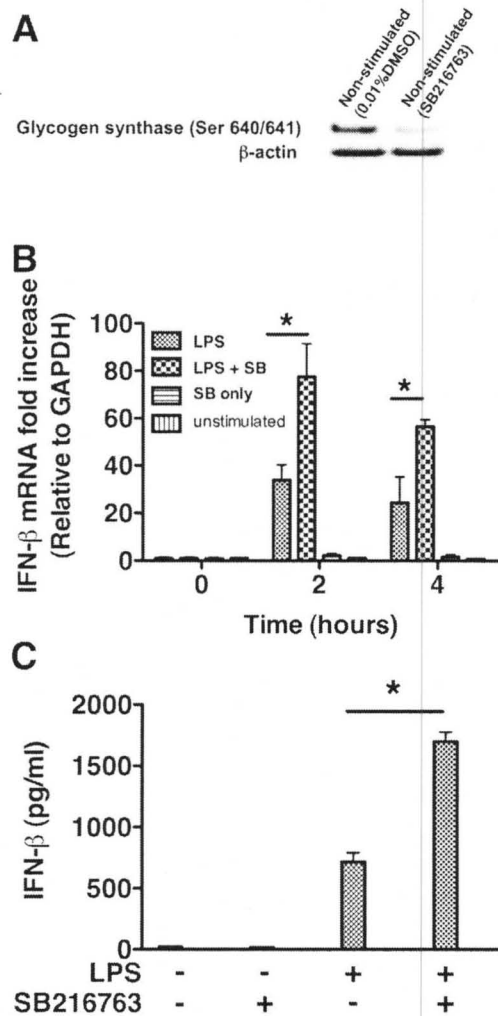 A
Non-stimulated
(0.01%DMSO)
Non-stimulated
(SB216763)
Glycogen synthase (Ser 640/641)
β-actin
B
IFN-β mRNA fold increase
(Relative to GAPDH)
100
80
60
40
20
0
LPS
LPS + SB
SB only
unstimulated
*
*
0 2 4
Time (hours)
C
IFN-β (pg/ml)
2000
1500
1000
500
0
*
LPS - - + +
SB216763 - + - +